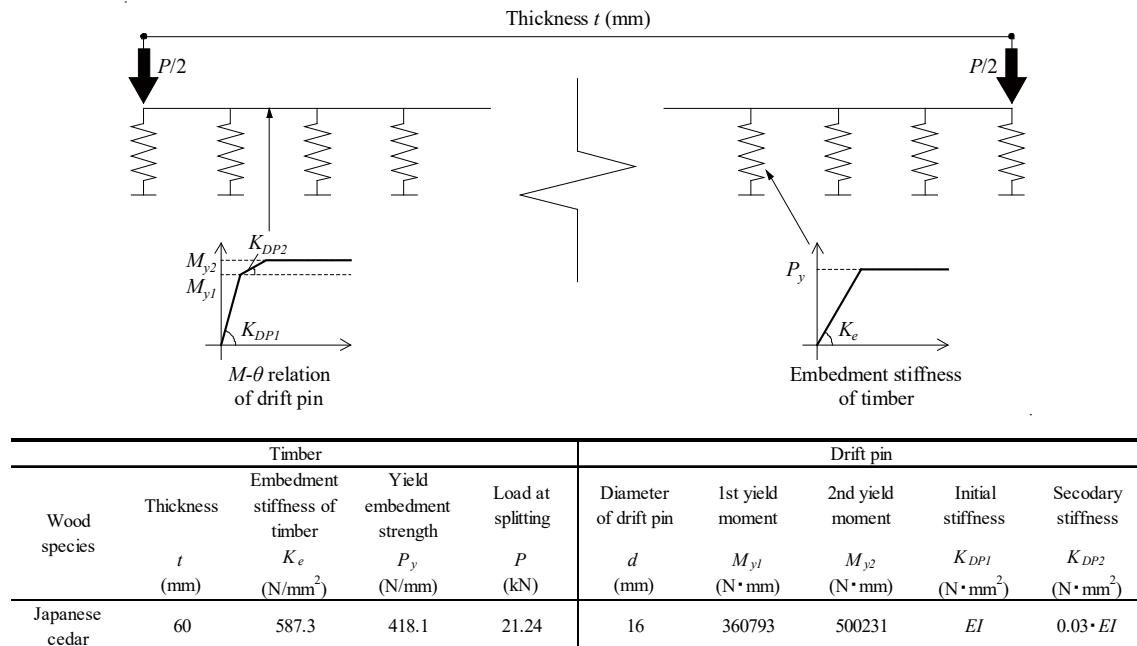 Thickness t (mm)
P/2
P/2
M_y2
M_y1
K_DP2
K_DP1
M-θ relation
of drift pin
P_y
K_e
Embedment stiffness
of timber
Timber
Drift pin
Wood
species
Thickness
t
(mm)
Embedment
stiffness of
timber
K_e
(N/mm²)
Yield
embedment
strength
P_y
(N/mm)
Load at
splitting
P
(kN)
Diameter
of drift pin
d
(mm)
1st yield
moment
M_y1
(N・mm)
2nd yield
moment
M_y2
(N・mm)
Initial
stiffness
K_DP1
(N・mm²)
Secodary
stiffness
K_DP2
(N・mm²)
Japanese
cedar
60
587.3
418.1
21.24
16
360793
500231
EI
0.03・EI